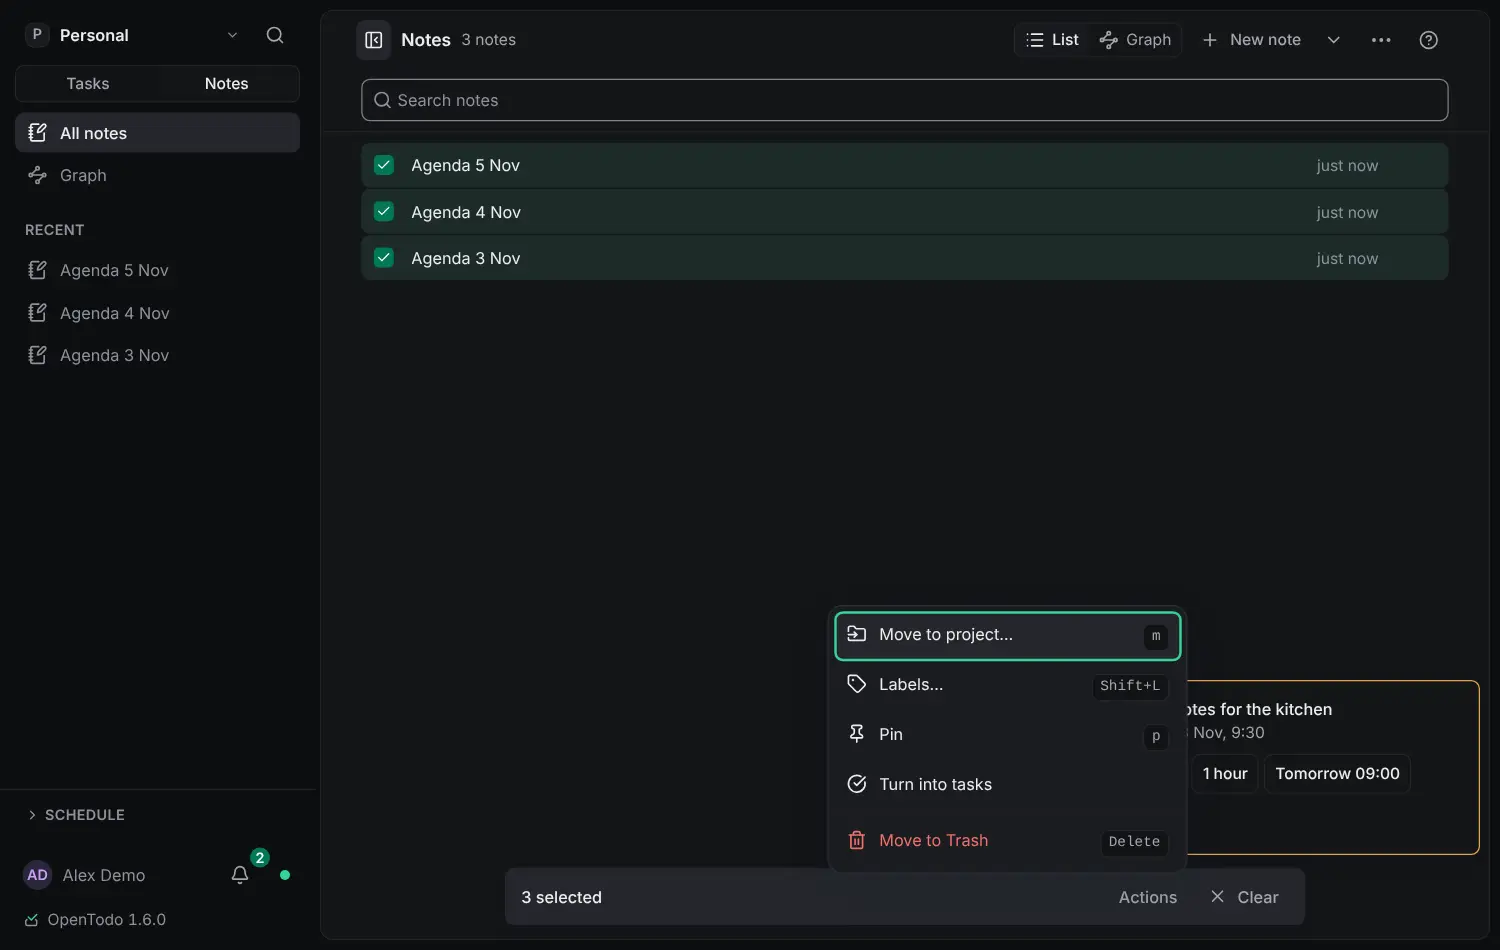 P Personal
Tasks Notes
All notes
Graph
RECENT
Agenda 5 Nov
Agenda 4 Nov
Agenda 3 Nov
SCHEDULE
AD Alex Demo 2
OpenTodo 1.6.0
Notes 3 notes
List Graph New note
Search notes
Agenda 5 Nov just now
Agenda 4 Nov just now
Agenda 3 Nov just now
Move to project... m
Labels... Shift+L
Pin p
Turn into tasks
Move to Trash Delete
for the kitchen
Nov, 9:30
1 hour Tomorrow 09:00
3 selected Actions Clear